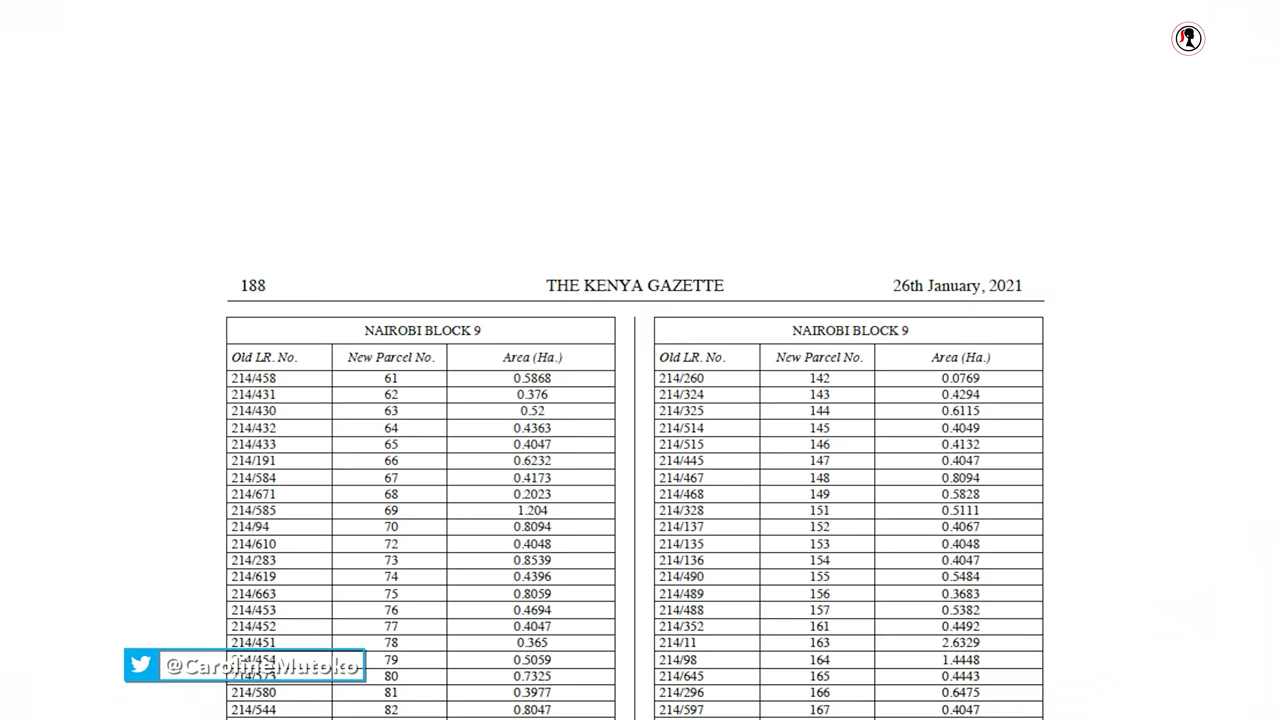 188 THE KENYA GAZETTE 26th January, 2021
NAIROBI BLOCK 9
Old LR. No. New Parcel No. Area (Ha.)
214/458 61 0.5868
214/431 62 0.376
214/430 63 0.52
214/432 64 0.4363
214/433 65 0.4047
214/191 66 0.6232
214/584 67 0.4173
214/671 68 0.2023
214/585 69 1.204
214/94 70 0.8094
214/610 72 0.4048
214/283 73 0.8539
214/619 74 0.4396
214/663 75 0.8059
214/453 76 0.4694
214/452 77 0.4047
214/451 78 0.365
214/454 79 0.5059
214/573 80 0.7325
214/580 81 0.3977
214/544 82 0.8047
NAIROBI BLOCK 9
Old LR. No. New Parcel No. Area (Ha.)
214/260 142 0.0769
214/324 143 0.4294
214/325 144 0.6115
214/514 145 0.4049
214/515 146 0.4132
214/445 147 0.4047
214/467 148 0.8094
214/468 149 0.5828
214/328 151 0.5111
214/137 152 0.4067
214/135 153 0.4048
214/136 154 0.4047
214/490 155 0.5484
214/489 156 0.3683
214/488 157 0.5382
214/352 161 0.4492
214/11 163 2.6329
214/98 164 1.4448
214/645 165 0.4443
214/296 166 0.6475
214/597 167 0.4047
@CarolineMutoko